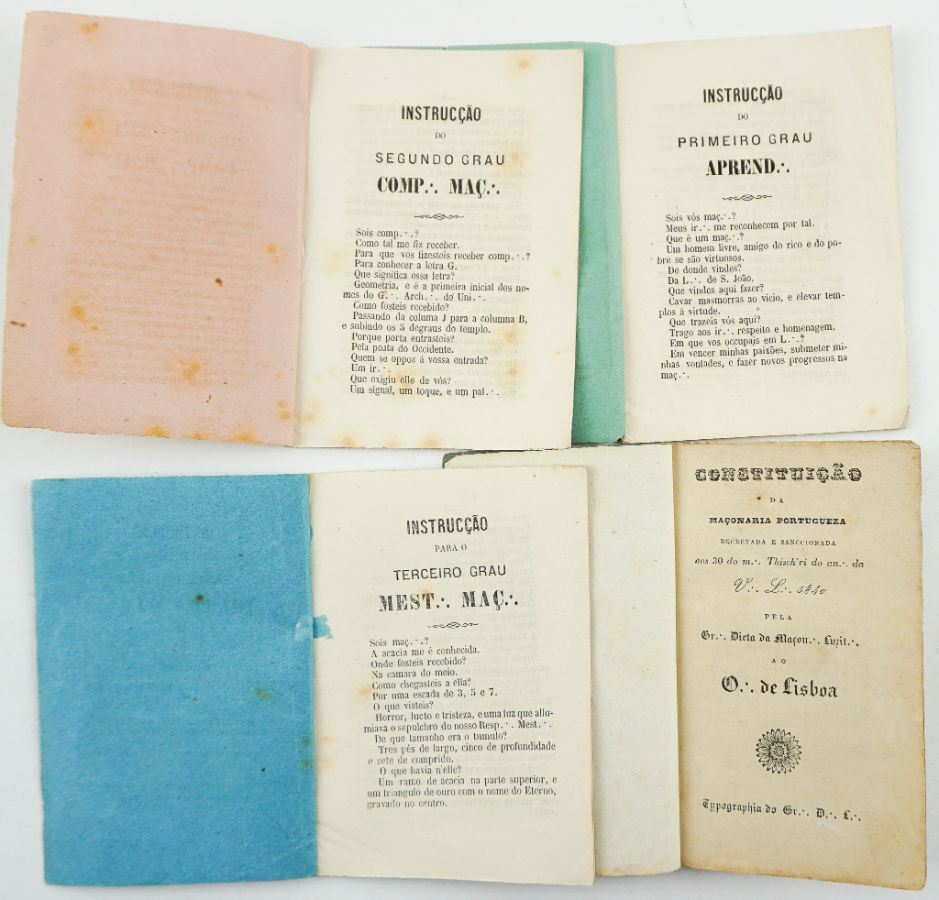 INSTRUCÇÃO
DO
SEGUNDO GRAU
COMP.·. MAÇ.·.
Sois comp.·.?
Como tal me fiz receber.
Para que vos fizesteis receber comp.·.?
Para conhecer a letra G.
Que significa essa letra?
Geometria, e é a primeira inicial dos no-
mes do G.·. Arch.·. do Uni.·.
Como fosteis recebido?
Passando da columa J para a columna B,
e subindo os 5 degraus do templo.
Porque porta entrasteis?
Pela porta do Occidente.
Quem se oppoz á vossa entrada?
Um ir.·.
Que exigiu elle de vós?
Um signal, um toque, e um pal.·.
INSTRUCÇÃO
DO
PRIMEIRO GRAU
APREND.·.
Sois vós maç.·.?
Meus ir.·. me reconhecem por tal.
Que é um maç.·.?
Um homem livre, amigo do rico e do po-
bre se são virtuosos.
De donde vindes?
Da L.·. de S. João.
Que vindes aqui fazer?
Cavar masmorras ao vicio, e elevar tem-
plos á virtude.
Que trazeis vós aqui?
Trago aos ir.·. respeito e homenagem.
Em que vos occupais em L.·.?
Em vencer minhas paixões, submeter mi-
nhas vontades, e fazer novos progressos na
maç.·.
INSTRUCÇÃO
PARA O
TERCEIRO GRAU
MEST.·. MAÇ.·.
Sois maç.·.?
A acacia me é conhecida.
Onde fosteis recebido?
Na camara do meio.
Como chegasteis a ella?
Por uma escada de 3, 5 e 7.
O que visteis?
Horror, lucto e tristeza, e uma luz que allu-
miava o sepulchro do nosso Resp.·. Mest.·.
De que tamanho era o tumulo?
Tres pés de largo, cinco de profundidade
e sete de comprido.
O que havia n'elle?
Um ramo de acacia na parte superior, e
um triangulo de ouro com o nome do Eterno,
gravado no centro.
CONSTITUIÇÃO
DA
MAÇONARIA PORTUGUEZA
DECRETADA E SANCCIONADA
aos 30 do m.·. Thisch'ri do an.·. da
V.·. L.·. 5840
PELA
Gr.·. Dieta da Maçon.·. Luzit.·.
AO
O.·. de Lisboa
Typographia do Gr.·. D.·. L.·.